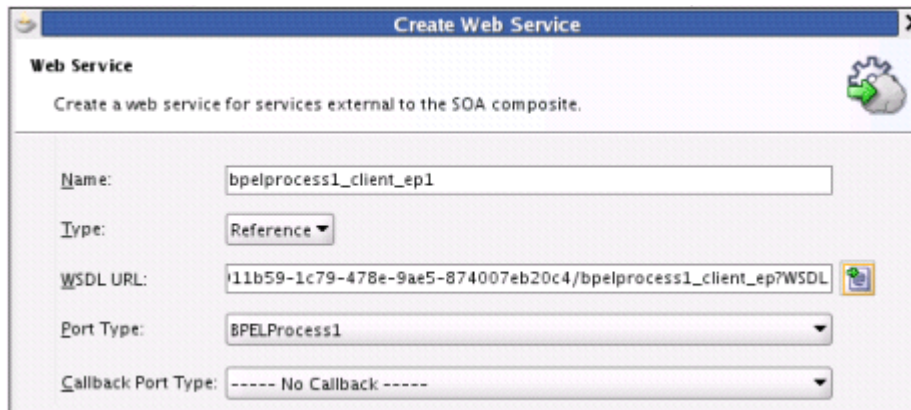 Create Web Service
Web Service
Create a web service for services external to the SOA composite.
Name: bpelprocess1_client_ep1
Type: Reference
WSDL URL: 11b59-1c79-478e-9ae5-874007eb20c4/bpelprocess1_client_ep?WSDL
Port Type: BPELProcess1
Callback Port Type: ----- No Callback -----